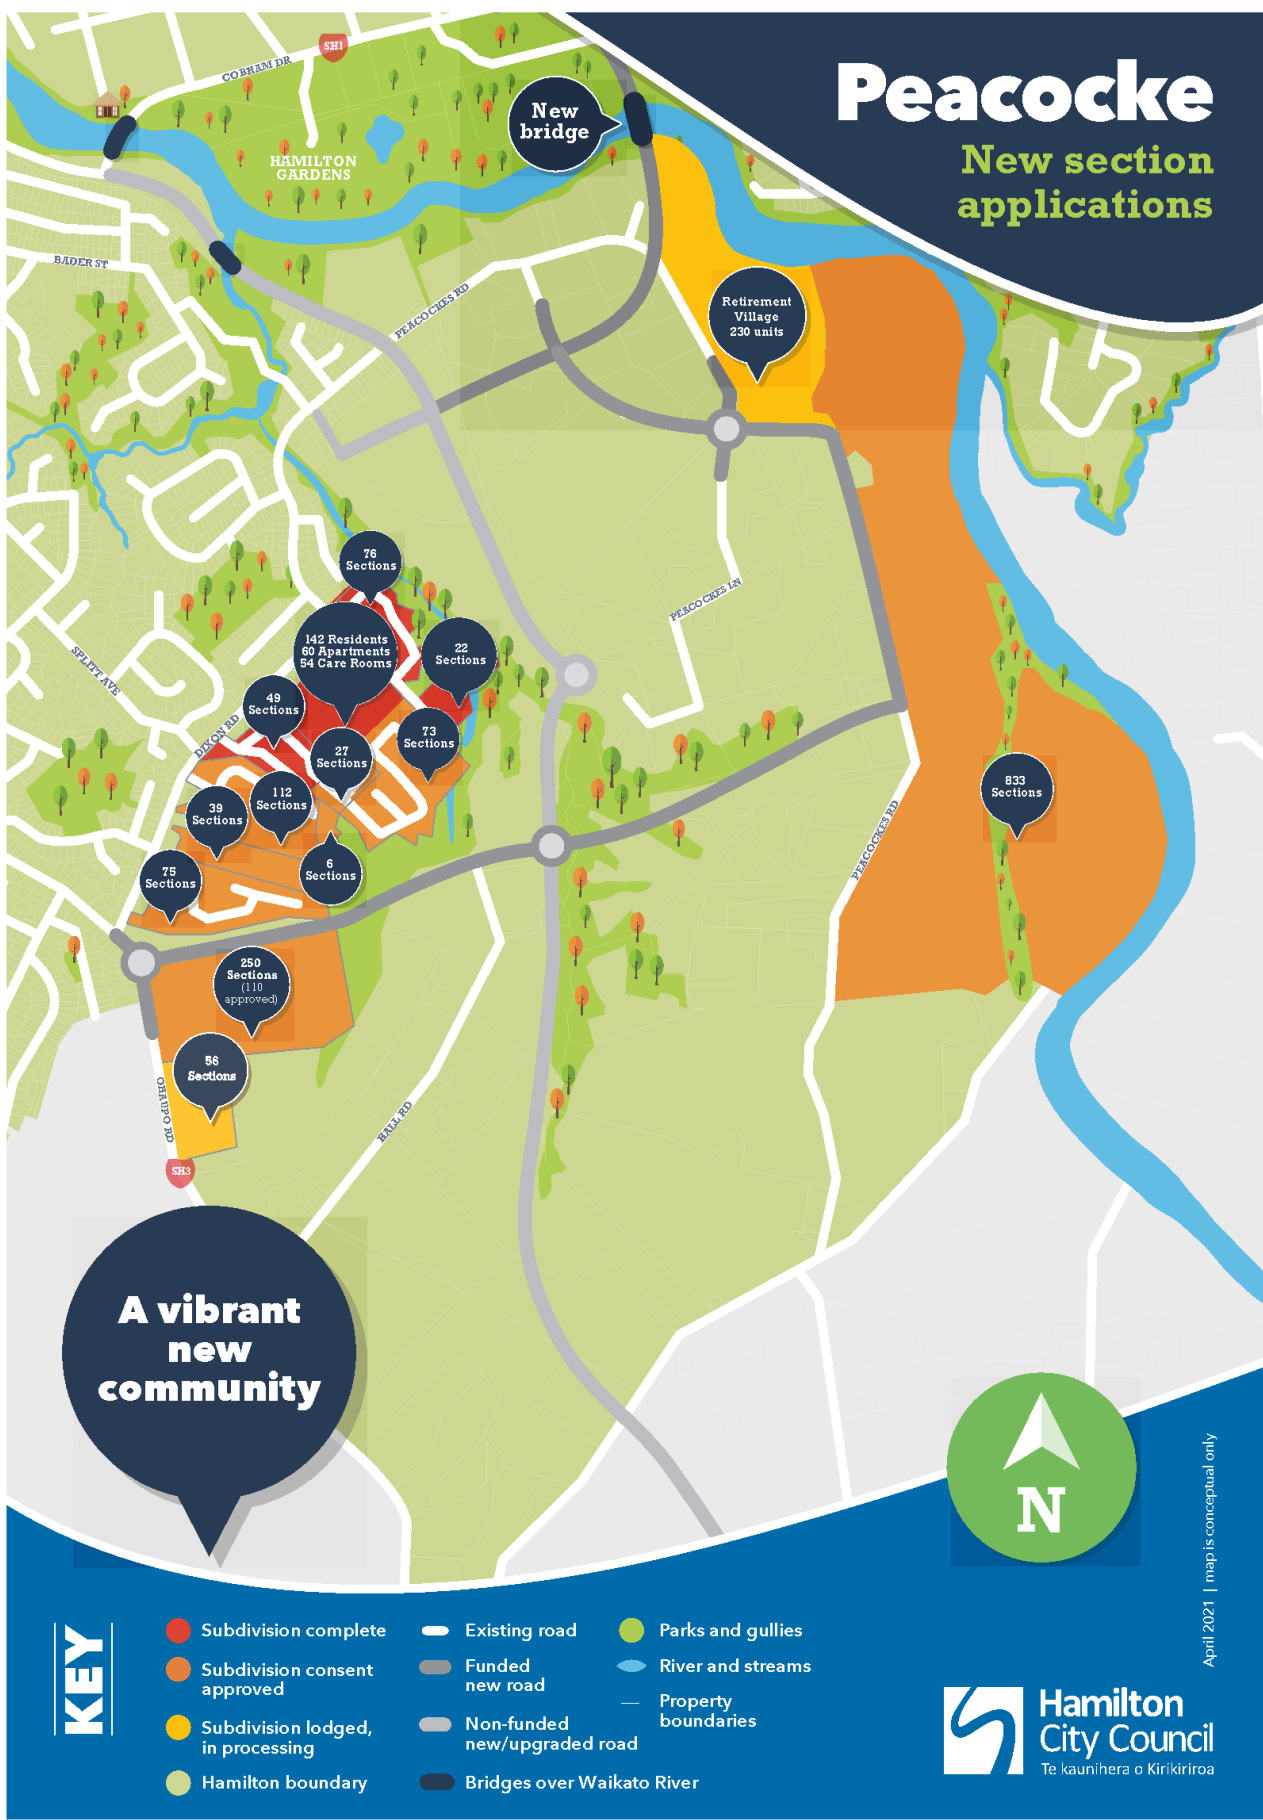 Peacocke
New section
applications
SH1
COBHAM DR
New
bridge
HAMILTON
GARDENS
BADER ST
PEACOCKES RD
Retirement
Village
230 units
76
Sections
142 Residents
60 Apartments
54 Care Rooms
22
Sections
PEACOCKES LN
SPLITT AVE
49
Sections
DIXON RD
27
Sections
73
Sections
39
Sections
112
Sections
833
Sections
PEACOCKES RD
75
Sections
6
Sections
250
Sections
(110
approved)
56
Sections
OHAUPO RD
HALL RD
SH3
A vibrant
new
community
N
April 2021 | map is conceptual only
KEY
Subdivision complete
Subdivision consent
approved
Subdivision lodged,
in processing
Hamilton boundary
Existing road
Funded
new road
Non-funded
new/upgraded road
Bridges over Waikato River
Parks and gullies
River and streams
Property
boundaries
Hamilton
City Council
Te kaunihera o Kirikiriroa